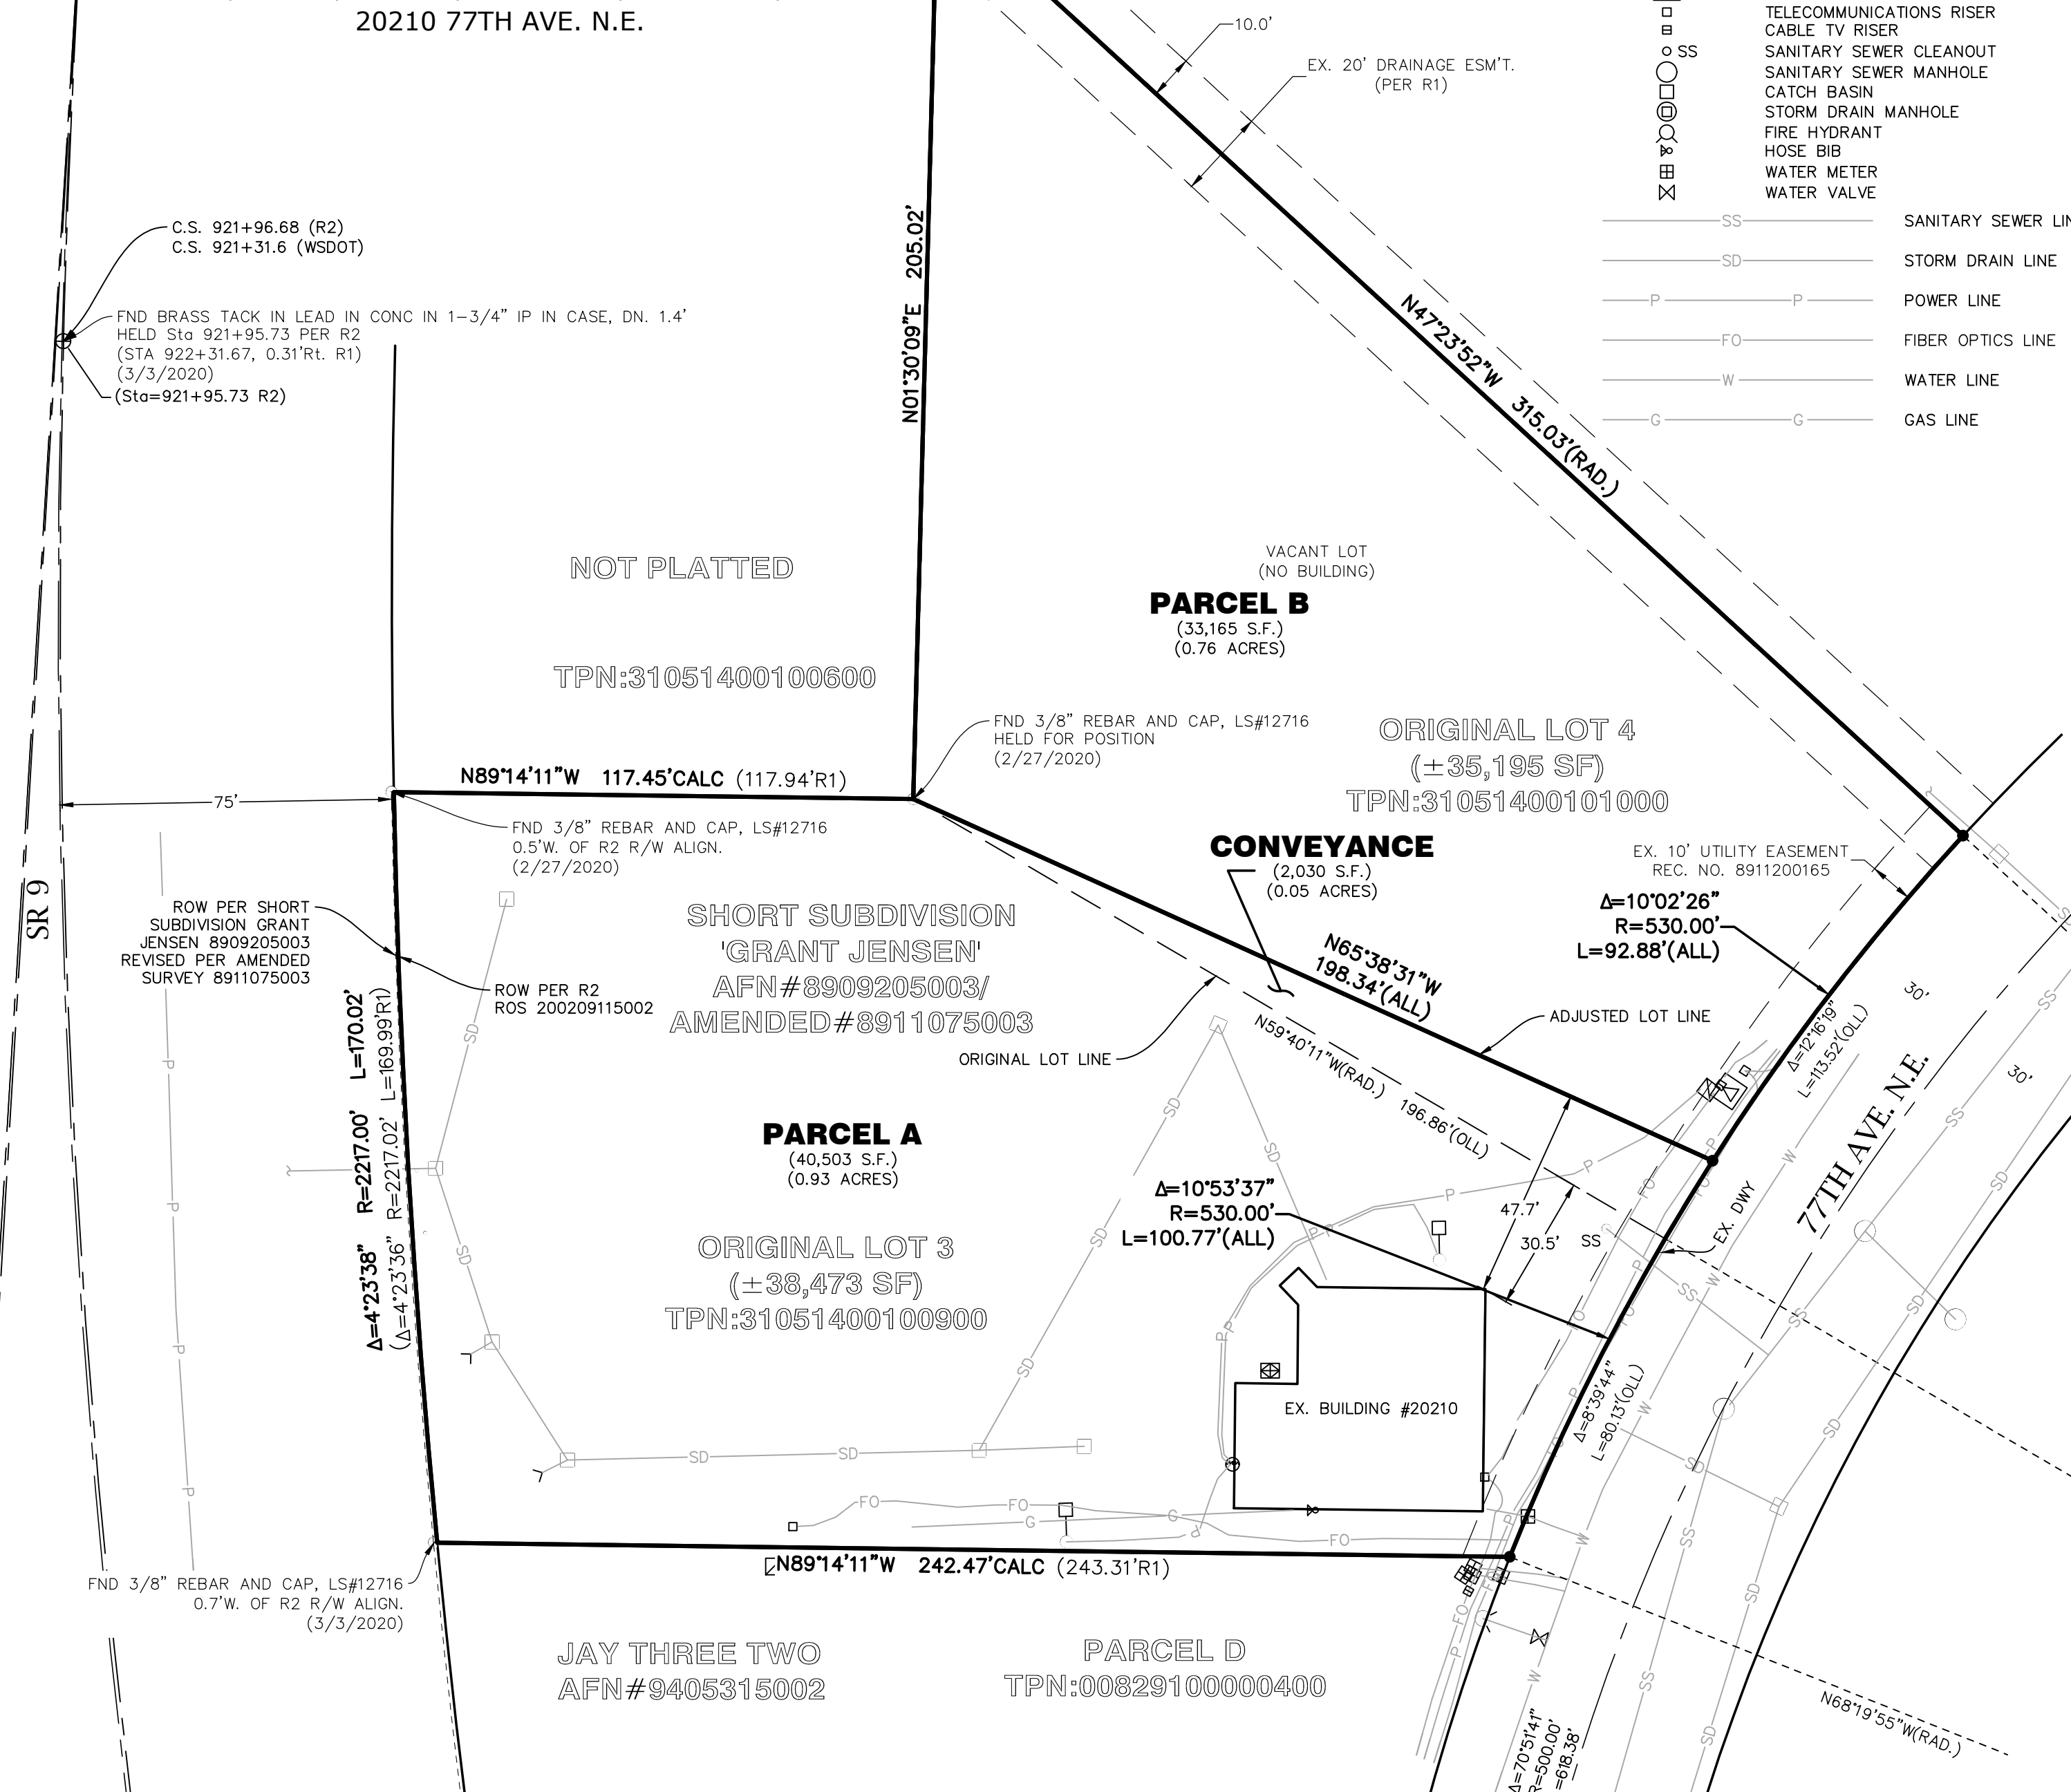 20210 77TH AVE. N.E.
10.0'
EX. 20' DRAINAGE ESM'T.
(PER R1)
TELECOMMUNICATIONS RISER
CABLE TV RISER
SS SANITARY SEWER CLEANOUT
SANITARY SEWER MANHOLE
CATCH BASIN
STORM DRAIN MANHOLE
FIRE HYDRANT
HOSE BIB
WATER METER
WATER VALVE
SS SANITARY SEWER LIN
SD STORM DRAIN LINE
P P POWER LINE
FO FIBER OPTICS LINE
W WATER LINE
G G GAS LINE
C.S. 921+96.68 (R2)
C.S. 921+31.6 (WSDOT)
FND BRASS TACK IN LEAD IN CONC IN 1-3/4" IP IN CASE, DN. 1.4'
HELD Sta 921+95.73 PER R2
(STA 922+31.67, 0.31'Rt. R1)
(3/3/2020)
(Sta=921+95.73 R2)
N01°30'09"E 205.02'
N47°23'52"W 315.03'(RAD.)
NOT PLATTED
TPN:31051400100600
VACANT LOT
(NO BUILDING)
PARCEL B
(33,165 S.F.)
(0.76 ACRES)
FND 3/8" REBAR AND CAP, LS#12716
HELD FOR POSITION
(2/27/2020)
ORIGINAL LOT 4
(±35,195 SF)
TPN:31051400101000
N89°14'11"W 117.45'CALC (117.94'R1)
75'
FND 3/8" REBAR AND CAP, LS#12716
0.5'W. OF R2 R/W ALIGN.
(2/27/2020)
CONVEYANCE
(2,030 S.F.)
(0.05 ACRES)
EX. 10' UTILITY EASEMENT
REC. NO. 8911200165
Δ=10°02'26"
R=530.00'
L=92.88'(ALL)
SR 9
ROW PER SHORT
SUBDIVISION GRANT
JENSEN 8909205003
REVISED PER AMENDED
SURVEY 8911075003
ROW PER R2
ROS 200209115002
SHORT SUBDIVISION
'GRANT JENSEN'
AFN#8909205003/
AMENDED#8911075003
N65°38'31"W
198.34'(ALL)
ADJUSTED LOT LINE
ORIGINAL LOT LINE
N59°40'11"W(RAD.) 196.86'(OLL)
Δ=12°16'19"
L=113.52'(OLL)
30'
30'
77TH AVE. N.E.
Δ=4°23'38" R=2217.00' L=170.02'
(Δ=4°23'36" R=2217.02' L=169.99'R1)
PARCEL A
(40,503 S.F.)
(0.93 ACRES)
Δ=10°53'37"
R=530.00'
L=100.77'(ALL)
47.7'
30.5'
SS
EX. DWY
ORIGINAL LOT 3
(±38,473 SF)
TPN:31051400100900
EX. BUILDING #20210
Δ=8°39'44"
L=80.13'(OLL)
N89°14'11"W 242.47'CALC (243.31'R1)
FND 3/8" REBAR AND CAP, LS#12716
0.7'W. OF R2 R/W ALIGN.
(3/3/2020)
JAY THREE TWO
AFN#9405315002
PARCEL D
TPN:00829100000400
N68°19'55"W(RAD.)
Δ=70°51'41"
R=500.00'
=618.38'